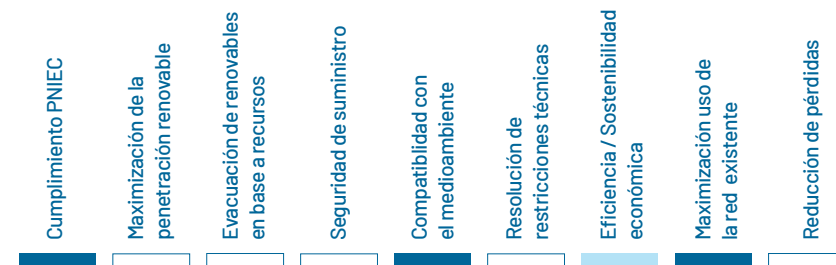 Cumplimiento PNIEC
Maximización de la
penetración renovable
Evacuación de renovables
en base a recursos
Seguridad de suministro
Compatiblidad con
el medioambiente
Resolución de
restricciones técnicas
Eficiencia / Sostenibilidad
económica
Maximización uso de
la red existente
Reducción de pérdidas